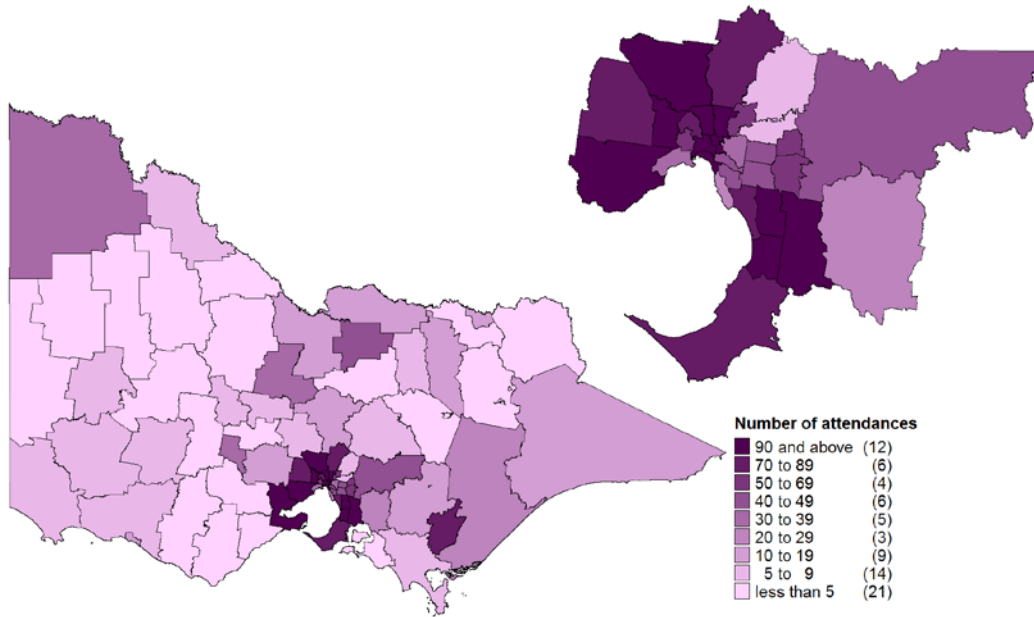 Number of attendances
90 and above (12)
70 to 89 (6)
50 to 69 (4)
40 to 49 (6)
30 to 39 (5)
20 to 29 (3)
10 to 19 (9)
5 to 9 (14)
less than 5 (21)